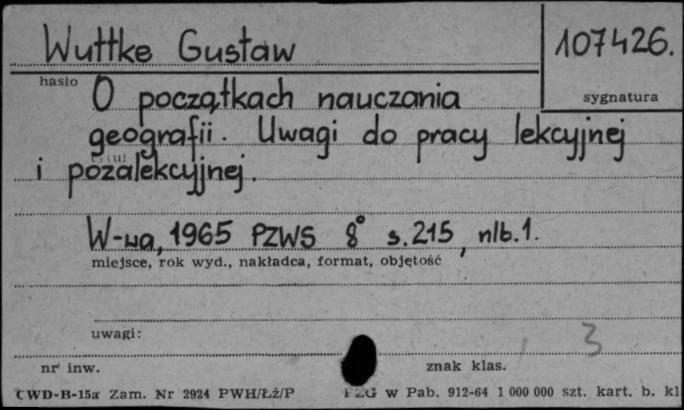 Wuttke Gustaw
107426.
hasło
sygnatura
O początkach nauczania
geografii. Uwagi do pracy lekcyjnej
tytuł
i pozalekcyjnej.
W-wa, 1965 PZWS 8° s. 215, nlb. 1.
miejsce, rok wyd., nakładca, format, objętość
uwagi:
3
nr inw.
znak klas.
CWD-B-15a Zam. Nr 2924 PWH/Łż/P
PZG w Pab. 912-64 1 000 000 szt. kart. b. kl